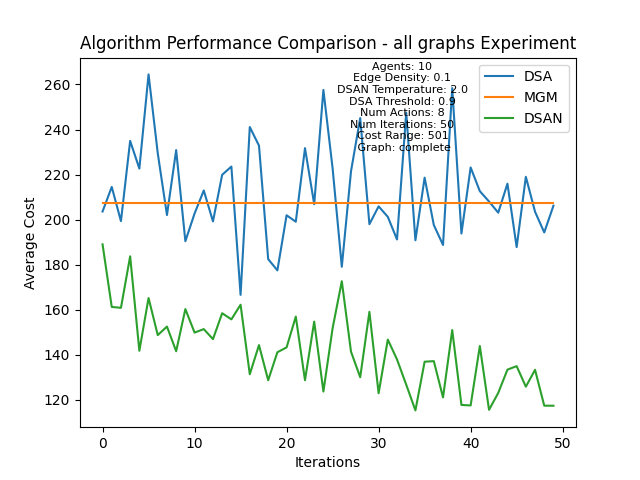 Algorithm Performance Comparison - all graphs Experiment
Agents: 10
Edge Density: 0.1
DSAN Temperature: 2.0
DSA Threshold: 0.9
Num Actions: 8
Num Iterations: 50
Cost Range: 501
Graph: complete
DSA
MGM
DSAN
Average Cost
260
240
220
200
180
160
140
120
0 10 20 30 40 50
Iterations